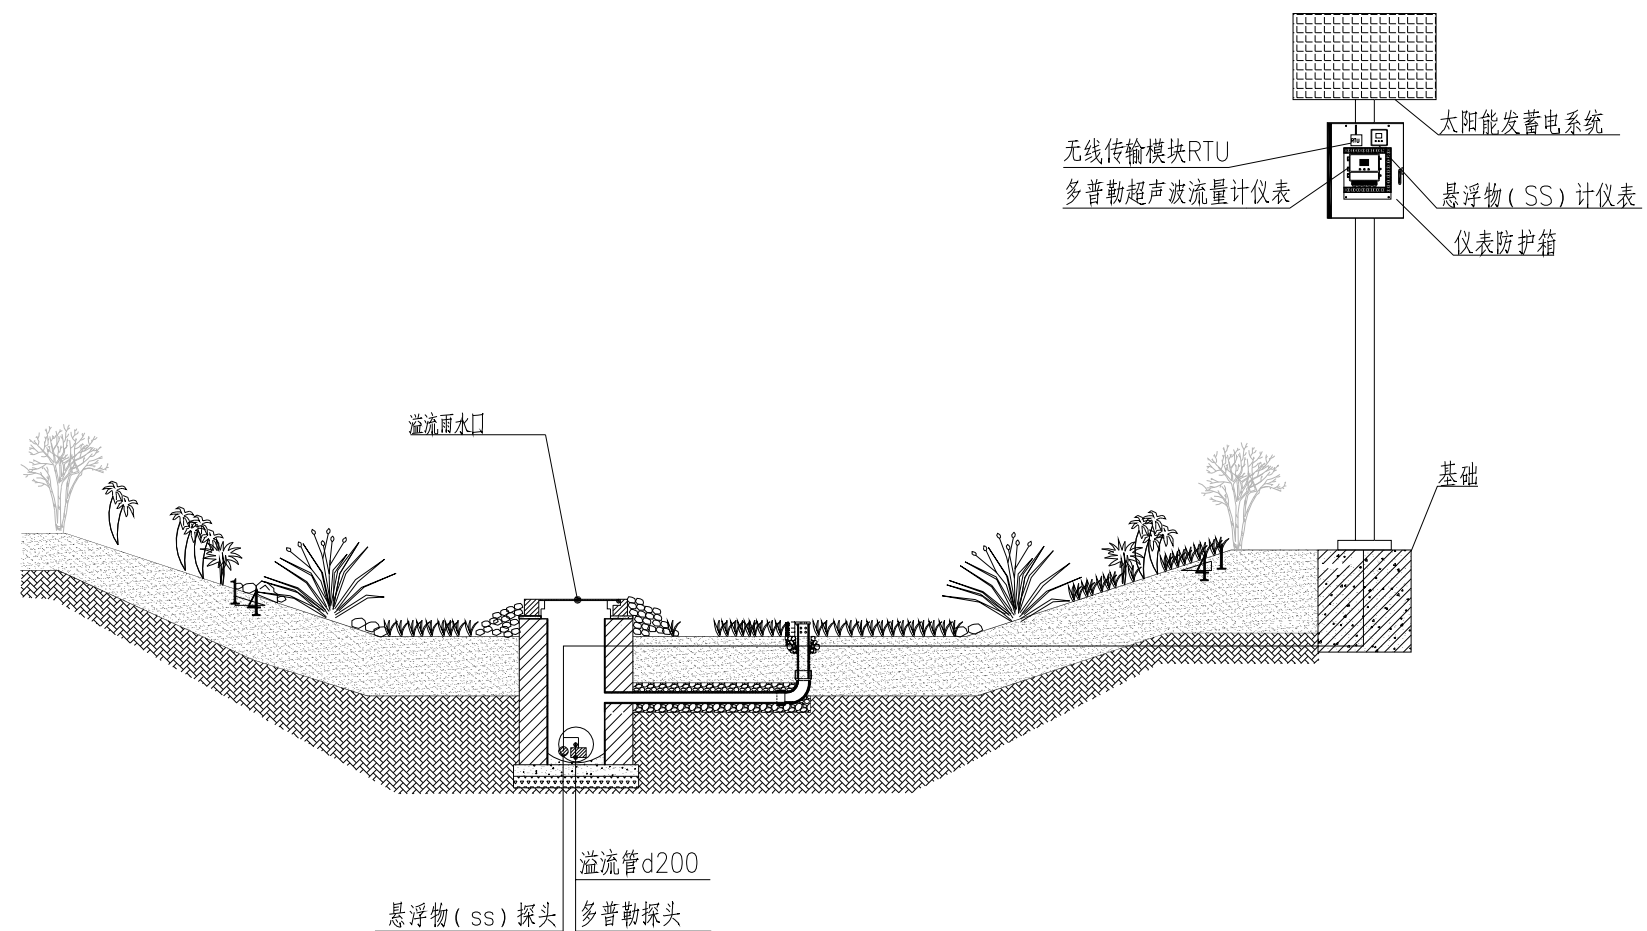 太阳能发蓄电系统
无线传输模块RTU
RTU
多普勒超声波流量计仪表
悬浮物(SS)计仪表
仪表防护箱
溢流雨水口
基础
1
4
1
4
溢流管d200
悬浮物(ss)探头
多普勒探头